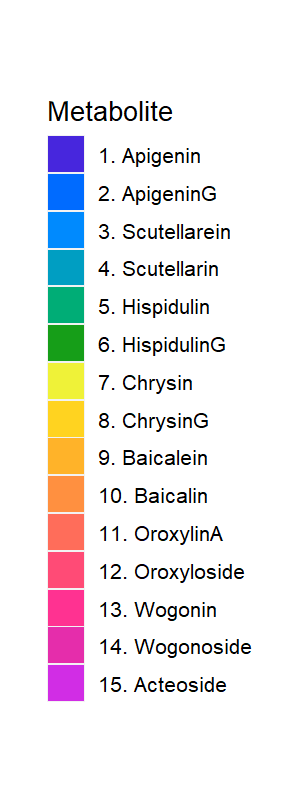 Metabolite
1. Apigenin
2. ApigeninG
3. Scutellarein
4. Scutellarin
5. Hispidulin
6. HispidulinG
7. Chrysin
8. ChrysinG
9. Baicalein
10. Baicalin
11. OroxylinA
12. Oroxyloside
13. Wogonin
14. Wogonoside
15. Acteoside